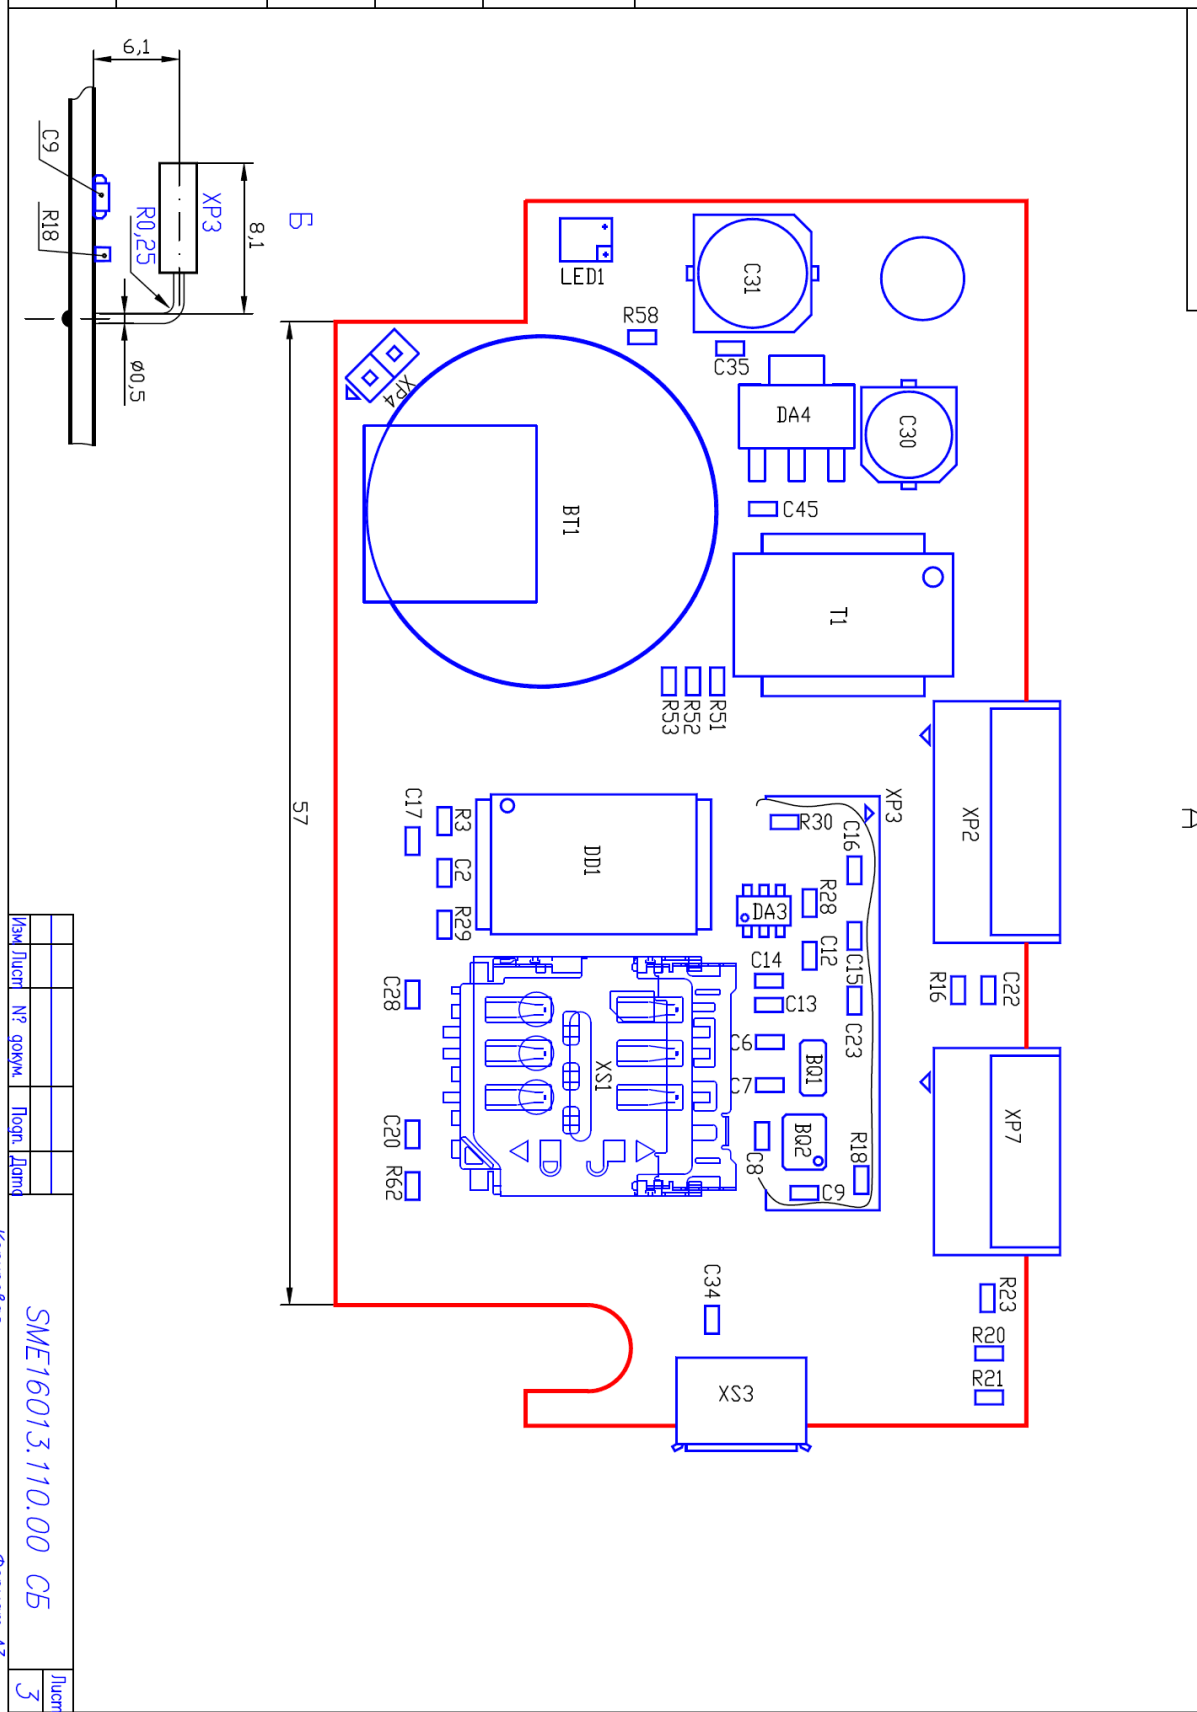 6,1
C9
R18
XP3
R0,25
8,1
⌀0,5
Б
57
LED1
R58
C31
C35
DA4
C30
C45
XP4
BT1
T1
R53
R52
R51
XP2
A
C17
R3
C2
R29
DD1
XP3
R30
C16
R28
DA3
C12
C15
C14
C13
C23
R16
C22
C28
C6
C7
BQ1
XS1
C20
R62
C8
BQ2
R18
C9
XP7
C34
XS3
R23
R20
R21
Изм.
Лист
N? докум.
Подп.
Дата
SME16013.110.00 СБ
Лист
3